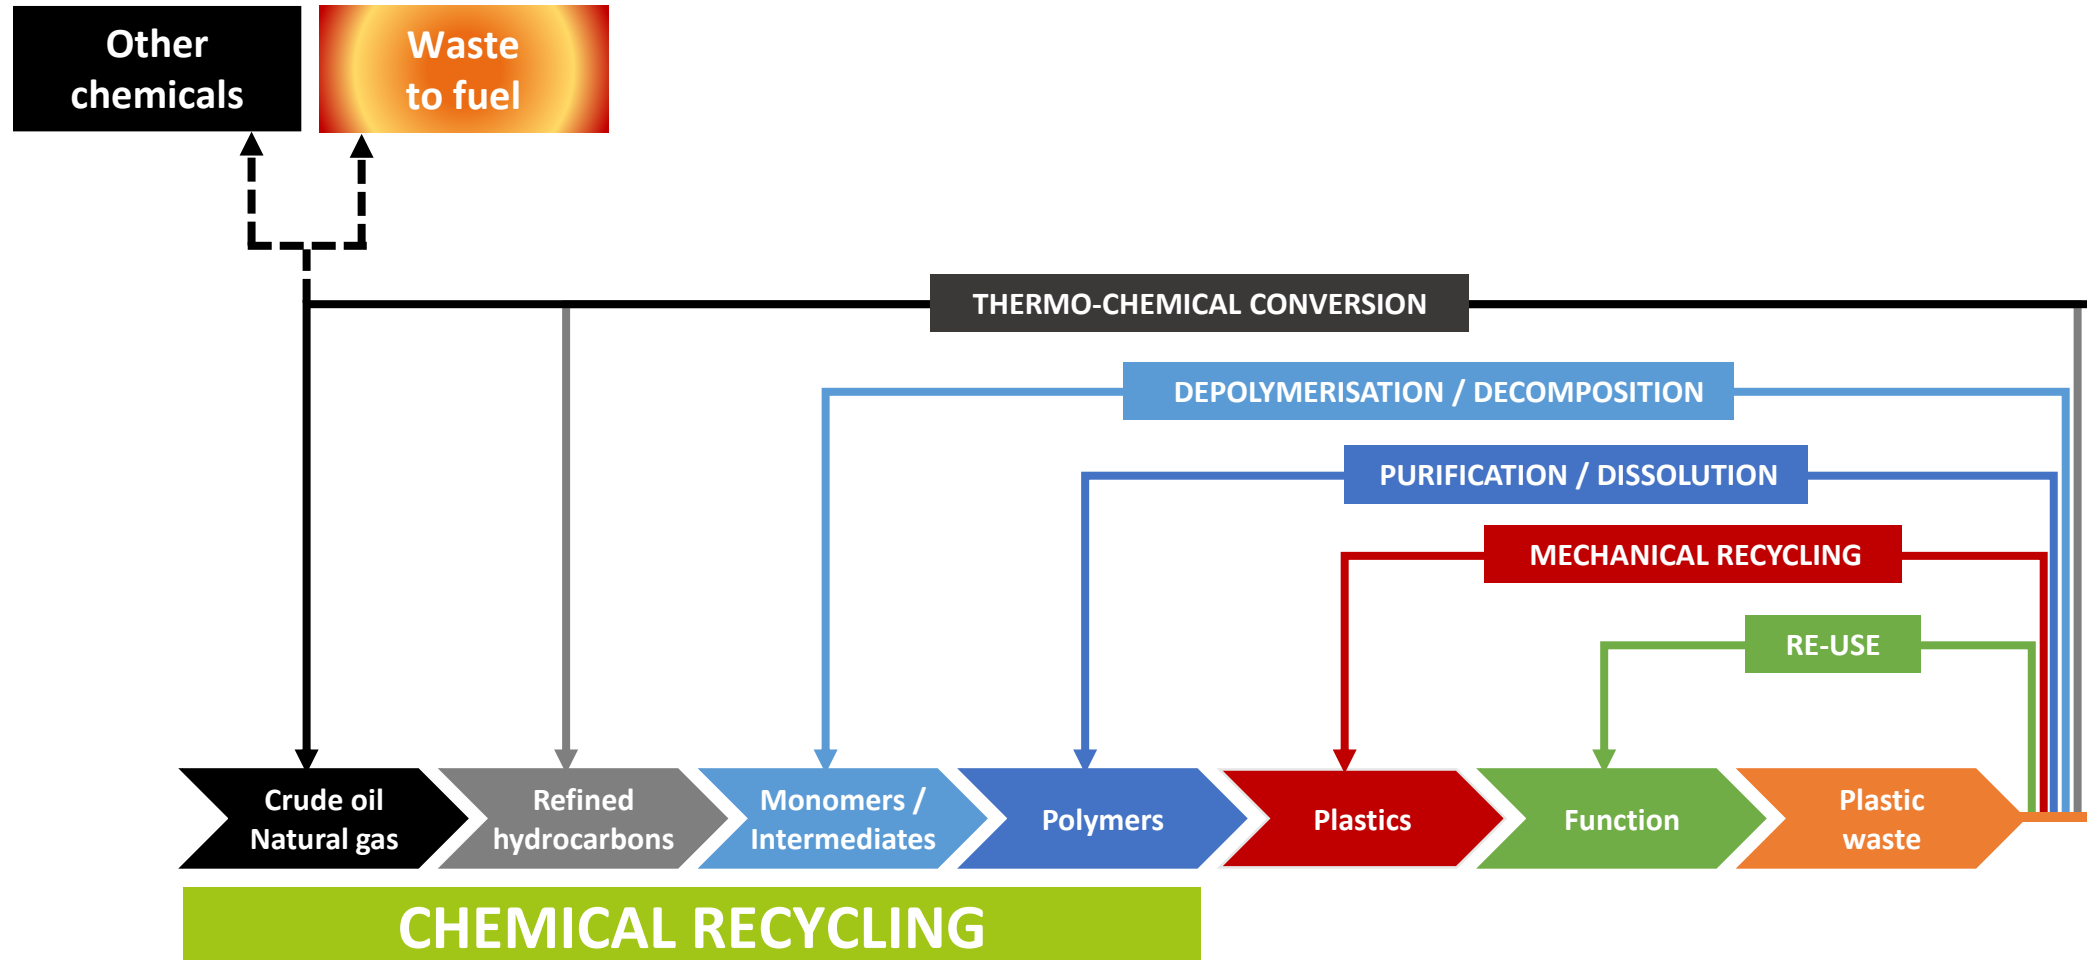 Other
chemicals
Waste
to fuel
THERMO-CHEMICAL CONVERSION
DEPOLYMERISATION / DECOMPOSITION
PURIFICATION / DISSOLUTION
MECHANICAL RECYCLING
RE-USE
Crude oil
Natural gas
Refined
hydrocarbons
Monomers /
Intermediates
Polymers
Plastics
Function
Plastic
waste
CHEMICAL RECYCLING